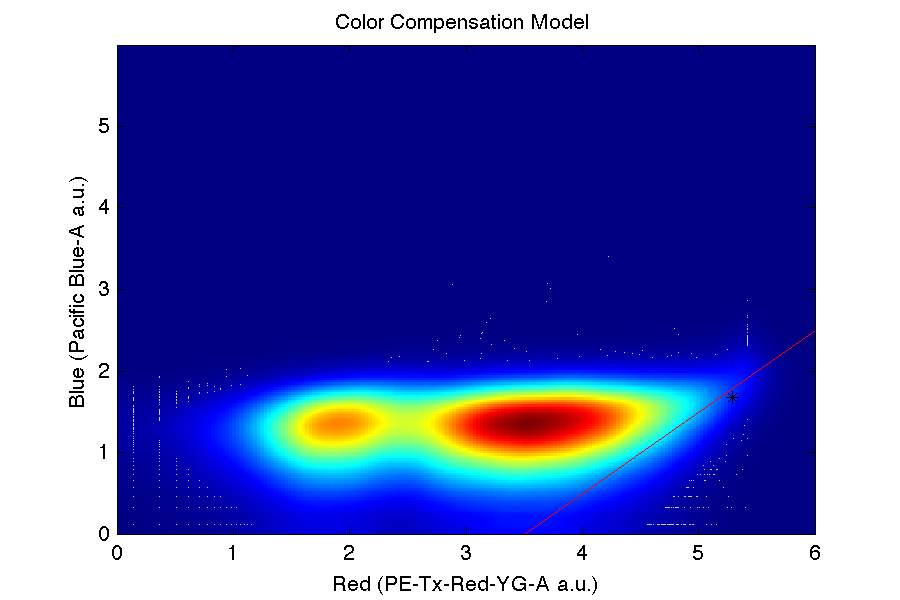 Color Compensation Model
5
4
3
2
1
0
Blue (Pacific Blue-A a.u.)
0 1 2 3 4 5 6
Red (PE-Tx-Red-YG-A a.u.)